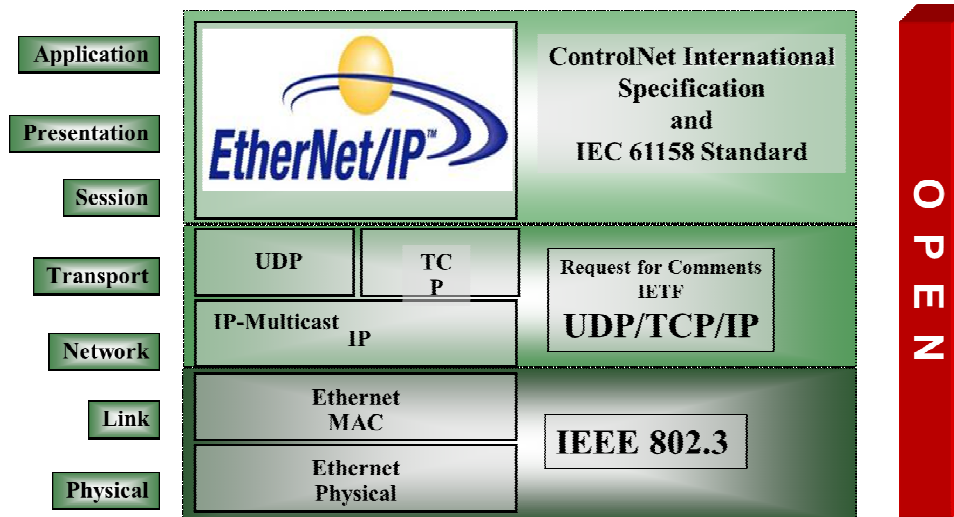 Application
Presentation
Session
Transport
Network
Link
Physical
EtherNet/IP™
ControlNet International
Specification
and
IEC 61158 Standard
UDP
TC
P
IP-Multicast
IP
Request for Comments
IETF
UDP/TCP/IP
Ethernet
MAC
Ethernet
Physical
IEEE 802.3
OPEN